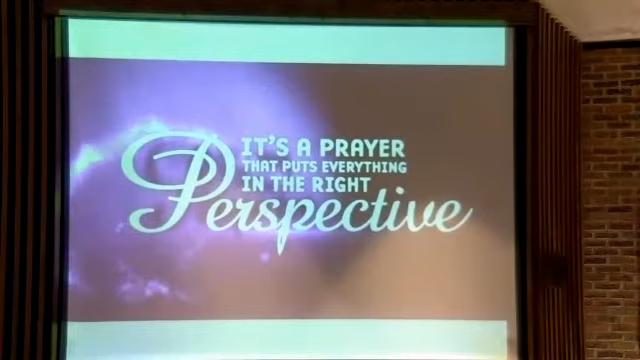 IT'S A PRAYER
THAT PUTS EVERYTHING
IN THE RIGHT
Perspective